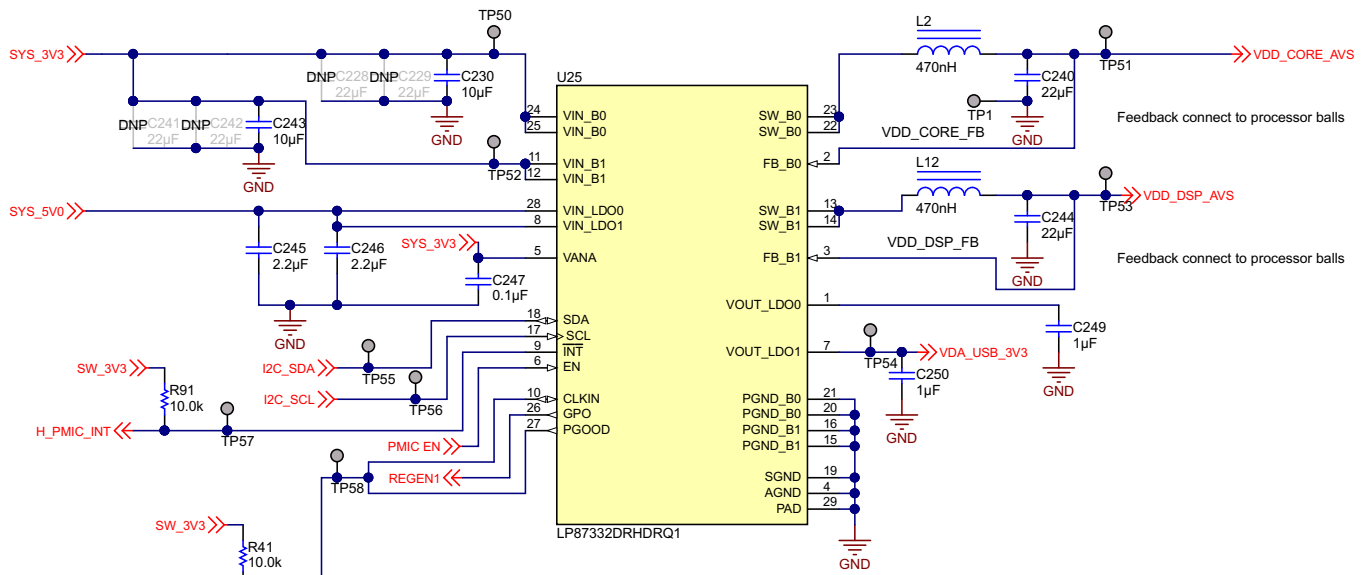 TP50
L2
SYS_3V3
470nH
TP51
VDD_CORE_AVS
DNP C228 22µF
DNP C229 22µF
C230 10µF
C240 22µF
U25
TP1
GND
GND
DNP C241 22µF
DNP C242 22µF
C243 10µF
24 VIN_B0
25 VIN_B0
SW_B0 23
SW_B0 22
Feedback connect to processor balls
VDD_CORE_FB
GND
TP52
11 VIN_B1
12 VIN_B1
FB_B0 2
L12
470nH
TP53
VDD_DSP_AVS
SYS_5V0
28 VIN_LDO0
8 VIN_LDO1
SW_B1 13
SW_B1 14
C244 22µF
C245 2.2µF
C246 2.2µF
SYS_3V3
VDD_DSP_FB
5 VANA
FB_B1 3
GND
Feedback connect to processor balls
C247 0.1µF
GND
VOUT_LDO0 1
C249 1µF
18 SDA
17 SCL
9 INT
6 EN
VOUT_LDO1 7
TP54
VDA_USB_3V3
C250 1µF
GND
GND
SW_3V3
R91 10.0k
I2C_SDA
TP55
I2C_SCL
TP56
10 CLKIN
26 GPO
27 PGOOD
PGND_B0 21
PGND_B0 20
PGND_B1 16
PGND_B1 15
H_PMIC_INT
TP57
PMIC EN
REGEN1
TP58
SGND 19
AGND 4
PAD 29
SW_3V3
R41 10.0k
LP87332DRHDRQ1
GND